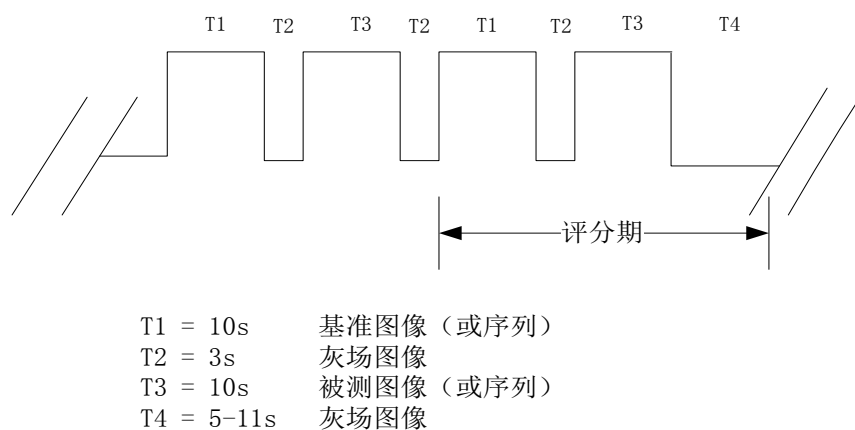 T1 T2 T3 T2 T1 T2 T3 T4
评分期
T1 = 10s 基准图像（或序列）
T2 = 3s 灰场图像
T3 = 10s 被测图像（或序列）
T4 = 5-11s 灰场图像